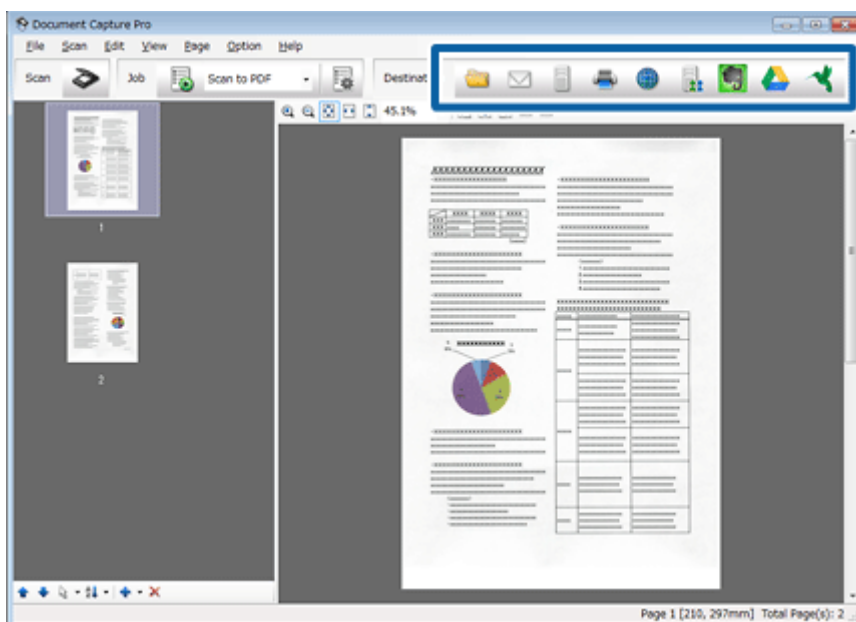 Document Capture Pro
File Scan Edit View Page Option Help
Scan Job Scan to PDF Destinat
45.1%
1
2
Page 1 [210, 297mm] Total Page(s): 2